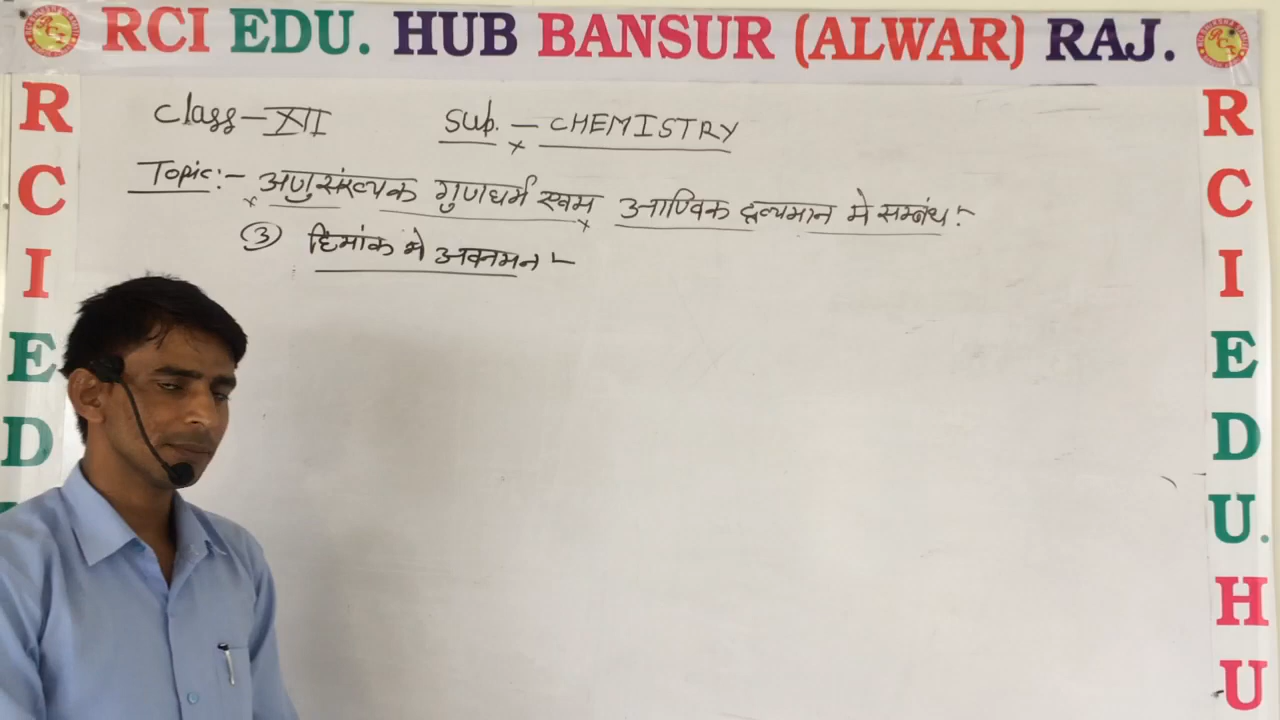 RCI EDU. HUB BANSUR (ALWAR) RAJ.
Class-XII Sub. - CHEMISTRY
Topic:- अणुसंख्यक गुणधर्म एवम आण्विक द्रव्यमान मे सम्बंध :-
③ हिमांक मे अवनमन :-
R
C
I
E
D
R
C
I
E
D
U.
H
U